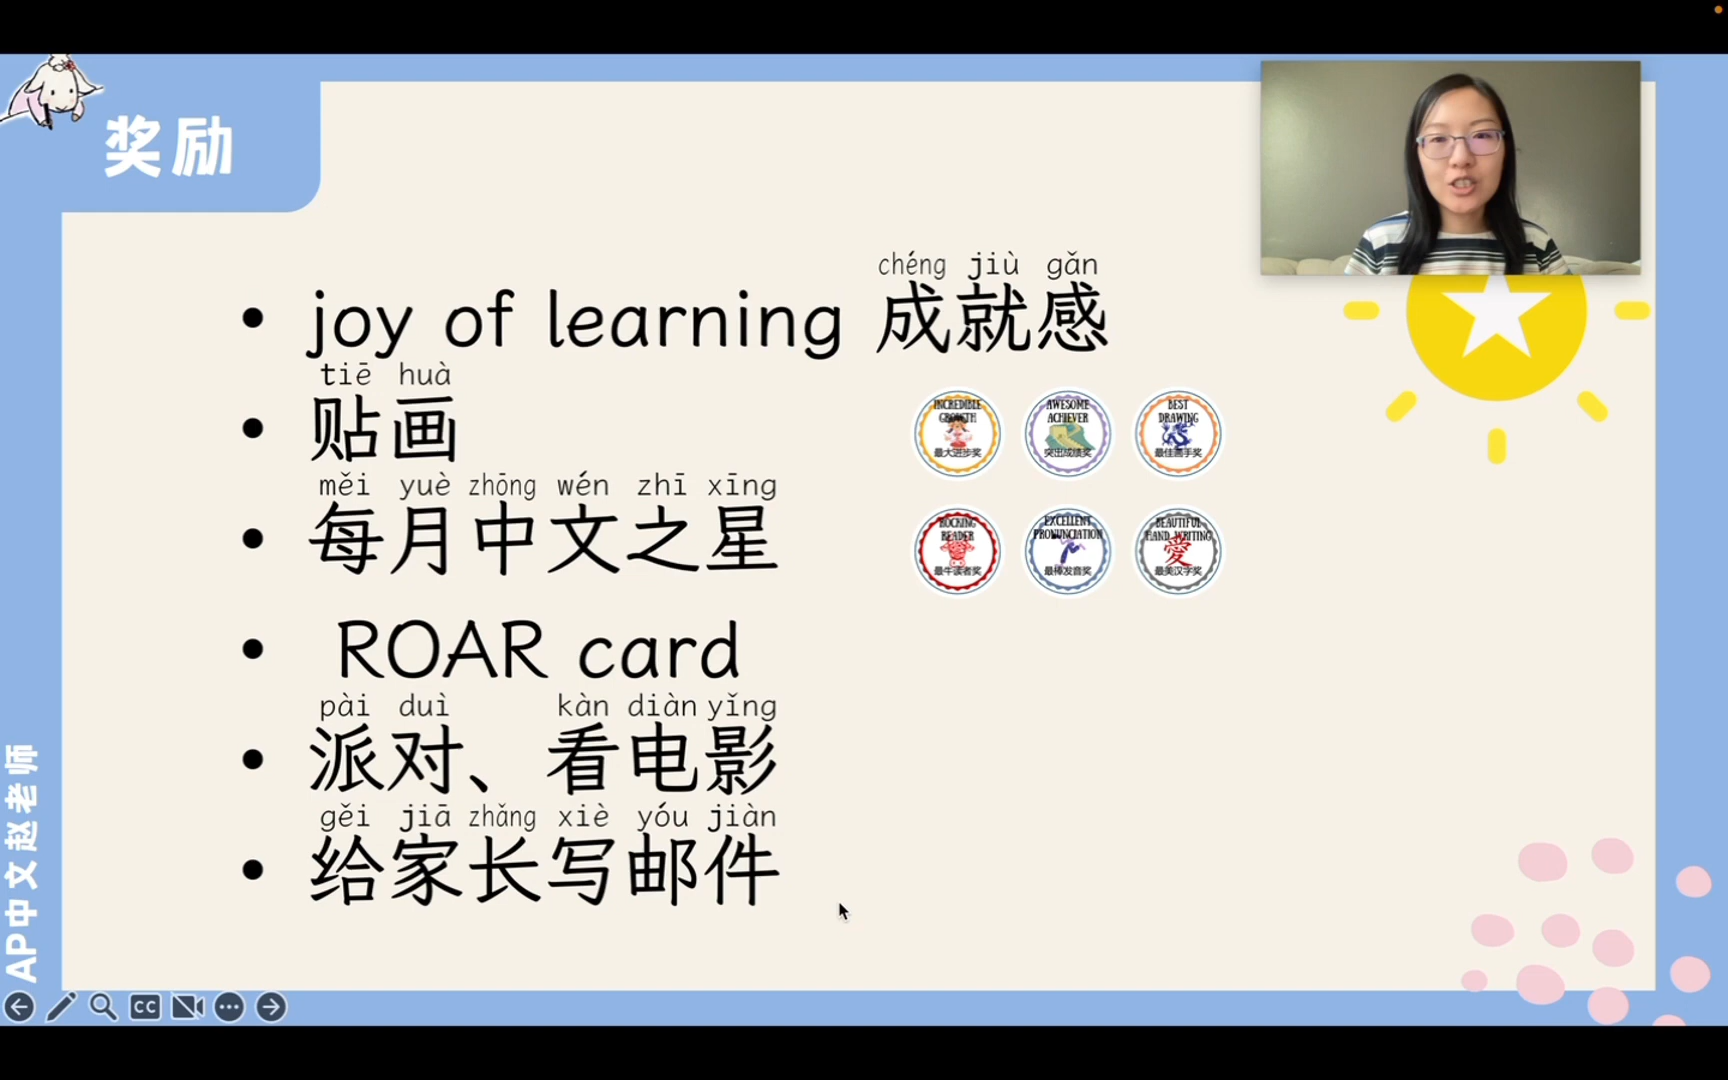 奖励
chéng jiù gǎn
joy of learning 成就感
tiē huà
贴画
měi yuè zhōng wén zhī xīng
每月中文之星
ROAR card
pài duì kàn diàn yǐng
派对、看电影
gěi jiā zhǎng xiè yóu jiàn
给家长写邮件
INCREDIBLE
GROWTH
最大进步奖
AWESOME
ACHIEVER
突出成绩奖
BEST
DRAWING
最佳画手奖
ROCKING
READER
最牛读者奖
EXCELLENT
PRONUNCIATION
最棒发音奖
BEAUTIFUL
HAND WRITING
愛
最美汉字奖
AP中文赵老师
CC